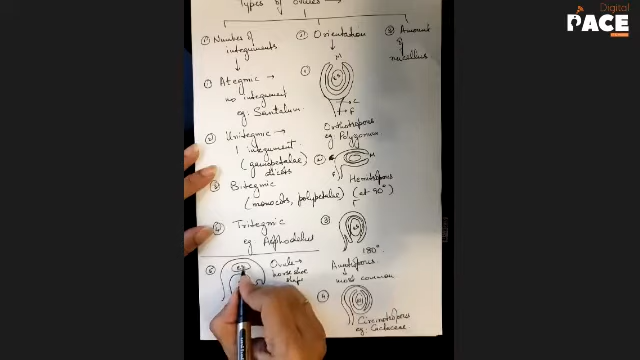 Types of ovules →
Digital
PACE
① Number of integuments
① Ategmic →
no integument
eg: Santalum
② Unitegmic →
1 integument
(gamopetalae)
dicots
③ Bitegmic
(monocots, polypetalae)
④ Tritegmic
eg Asphodelus
② Orientation
① M
ES
C
F
Orthotropous
eg Polygonum
② C
M
F
Hemitropous
(at 90°)
③
180°
Anatropous
most common
④
Circinotropous
eg: Cactaceae
⑤ Ovule →
horse shoe
shape
③ Amount
of
nucellus